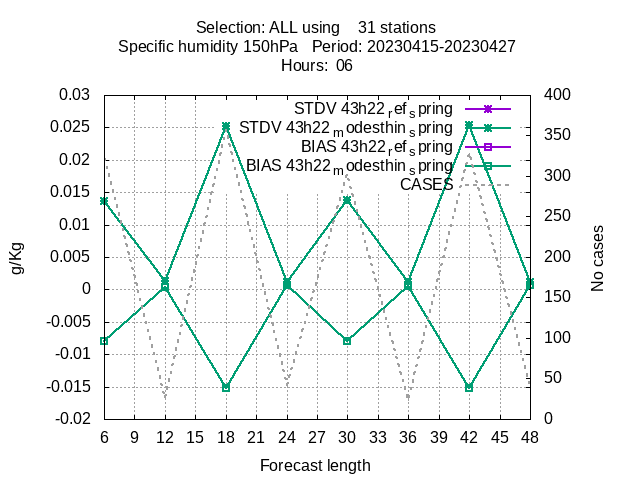 Selection: ALL using    31 stations
Specific humidity 150hPa   Period: 20230415-20230427
Hours:  06
0.03
0.025
0.02
0.015
0.01
0.005
0
-0.005
-0.01
-0.015
-0.02
400
350
300
250
200
150
100
50
0
STDV 43h22_ref_spring
STDV 43h22_modesthin_spring
BIAS 43h22_ref_spring
BIAS 43h22_modesthin_spring
CASES
g/Kg
No cases
6 9 12 15 18 21 24 27 30 33 36 39 42 45 48
Forecast length